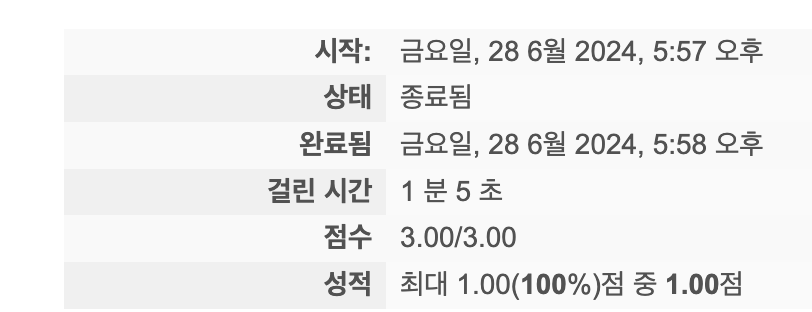 시작: 금요일, 28 6월 2024, 5:57 오후
상태 종료됨
완료됨 금요일, 28 6월 2024, 5:58 오후
걸린 시간 1 분 5 초
점수 3.00/3.00
성적 최대 1.00(100%)점 중 1.00점